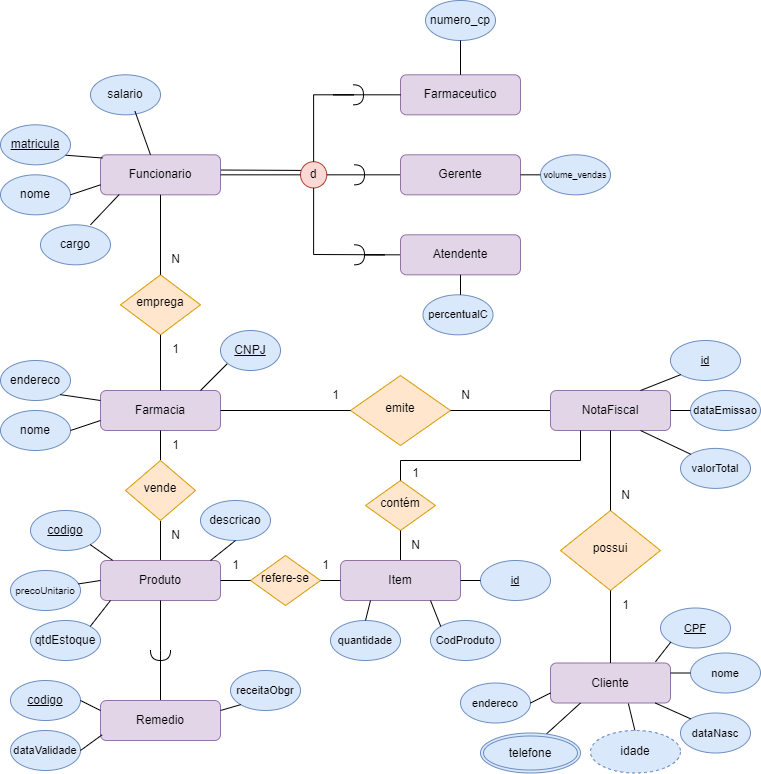 numero_cp
salario
Farmaceutico
matricula
Funcionario
d
Gerente
volume_vendas
nome
cargo
Atendente
N
emprega
percentualC
1
CNPJ
id
endereco
1
N
Farmacia
emite
NotaFiscal
dataEmissao
nome
1
1
valorTotal
vende
contém
N
codigo
descricao
N
N
possui
1
1
Produto
refere-se
Item
id
precoUnitario
1
qtdEstoque
quantidade
CodProduto
CPF
nome
Cliente
codigo
receitaObgr
endereco
Remedio
dataNasc
dataValidade
telefone
idade